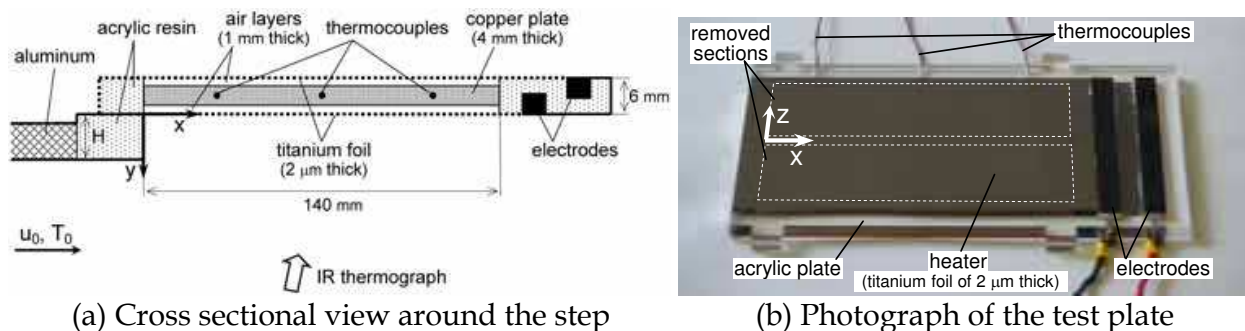 acrylic resin
aluminum
air layers
(1 mm thick)
thermocouples
copper plate
(4 mm thick)
6 mm
H
x
y
titanium foil
(2 μm thick)
electrodes
140 mm
u0, T0
IR thermograph
(a) Cross sectional view around the step
removed
sections
thermocouples
z
x
acrylic plate
heater
(titanium foil of 2 μm thick)
electrodes
(b) Photograph of the test plate